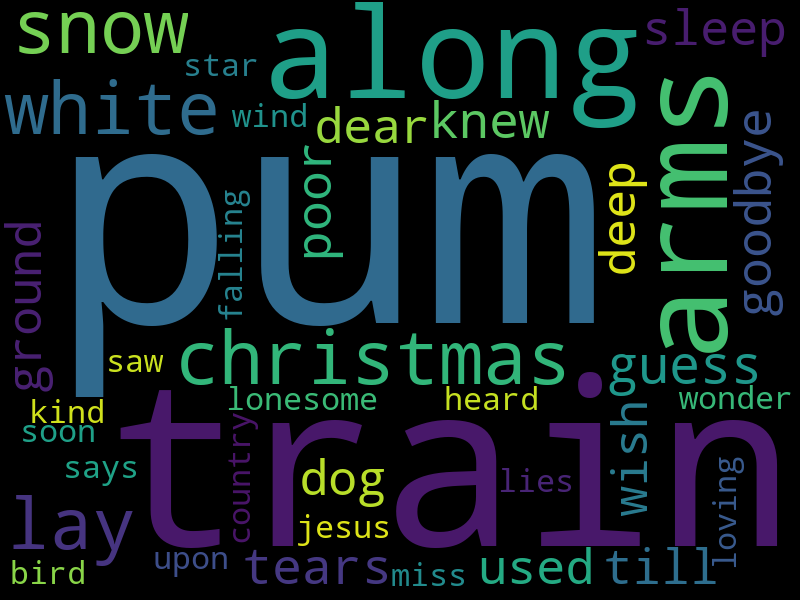 snow
along
sleep
star
white
wind
dear
knew
arms
goodbye
pum
poor
deep
falling
ground
christmas
guess
saw
train
kind
lonesome
heard
wonder
soon
country
wish
says
dog
lies
loving
lay
jesus
bird
upon
tears
miss
used
till